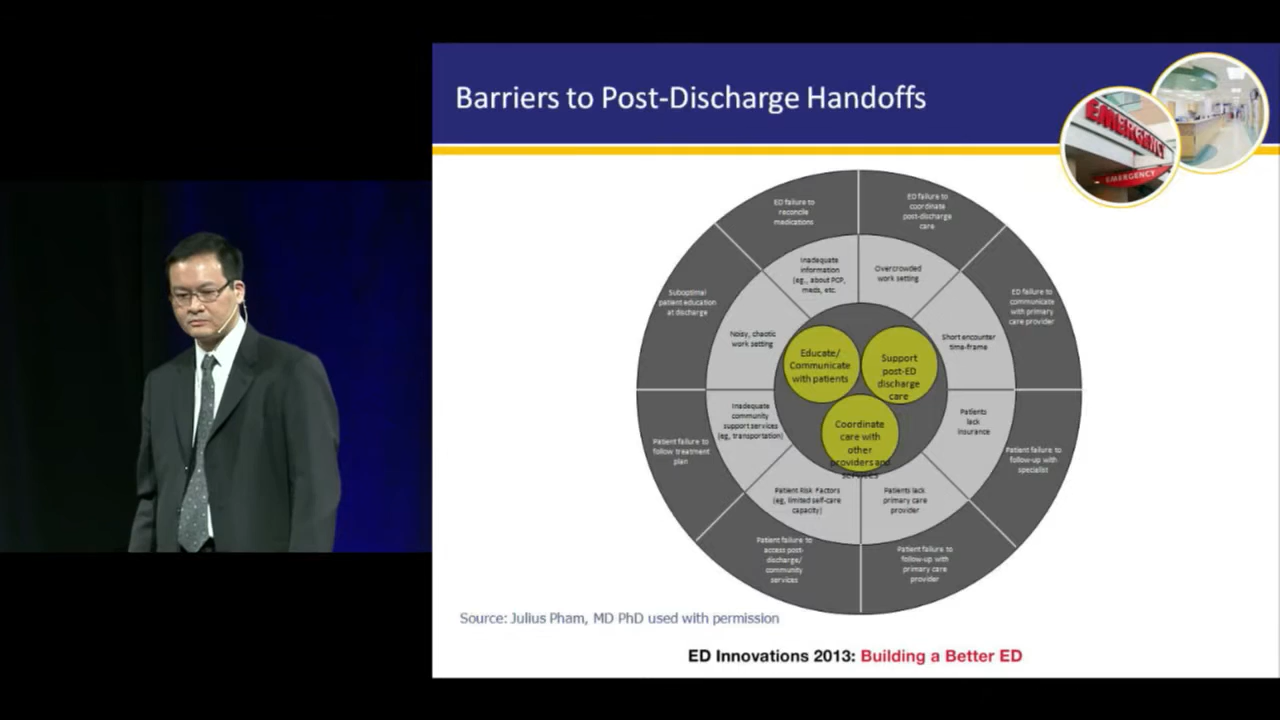 Barriers to Post-Discharge Handoffs
EMERGENCY
EMERGENCY
ED failure to
reconcile
medications
ED failure to
coordinate
post-discharge
care
Suboptimal
patient education
at discharge
Inadequate
information
(eg., about PCP,
meds, etc.
Overcrowded
work setting
ED failure to
communicate
with primary
care provider
Noisy, chaotic
work setting
Short encounter
time-frame
Educate/
Communicate
with patients
Support
post-ED
discharge
care
Coordinate
care with
other
providers and
services
Inadequate
community
support services
(eg, transportation)
Patients
lack
insurance
Patient failure to
follow treatment
plan
Patient failure to
follow-up with
specialist
Patient Risk Factors
(eg, limited self-care
capacity)
Patients lack
primary care
provider
Patient failure to
access post-
discharge/
community
services
Patient failure to
follow-up with
primary care
provider
Source: Julius Pham, MD PhD used with permission
ED Innovations 2013: Building a Better ED